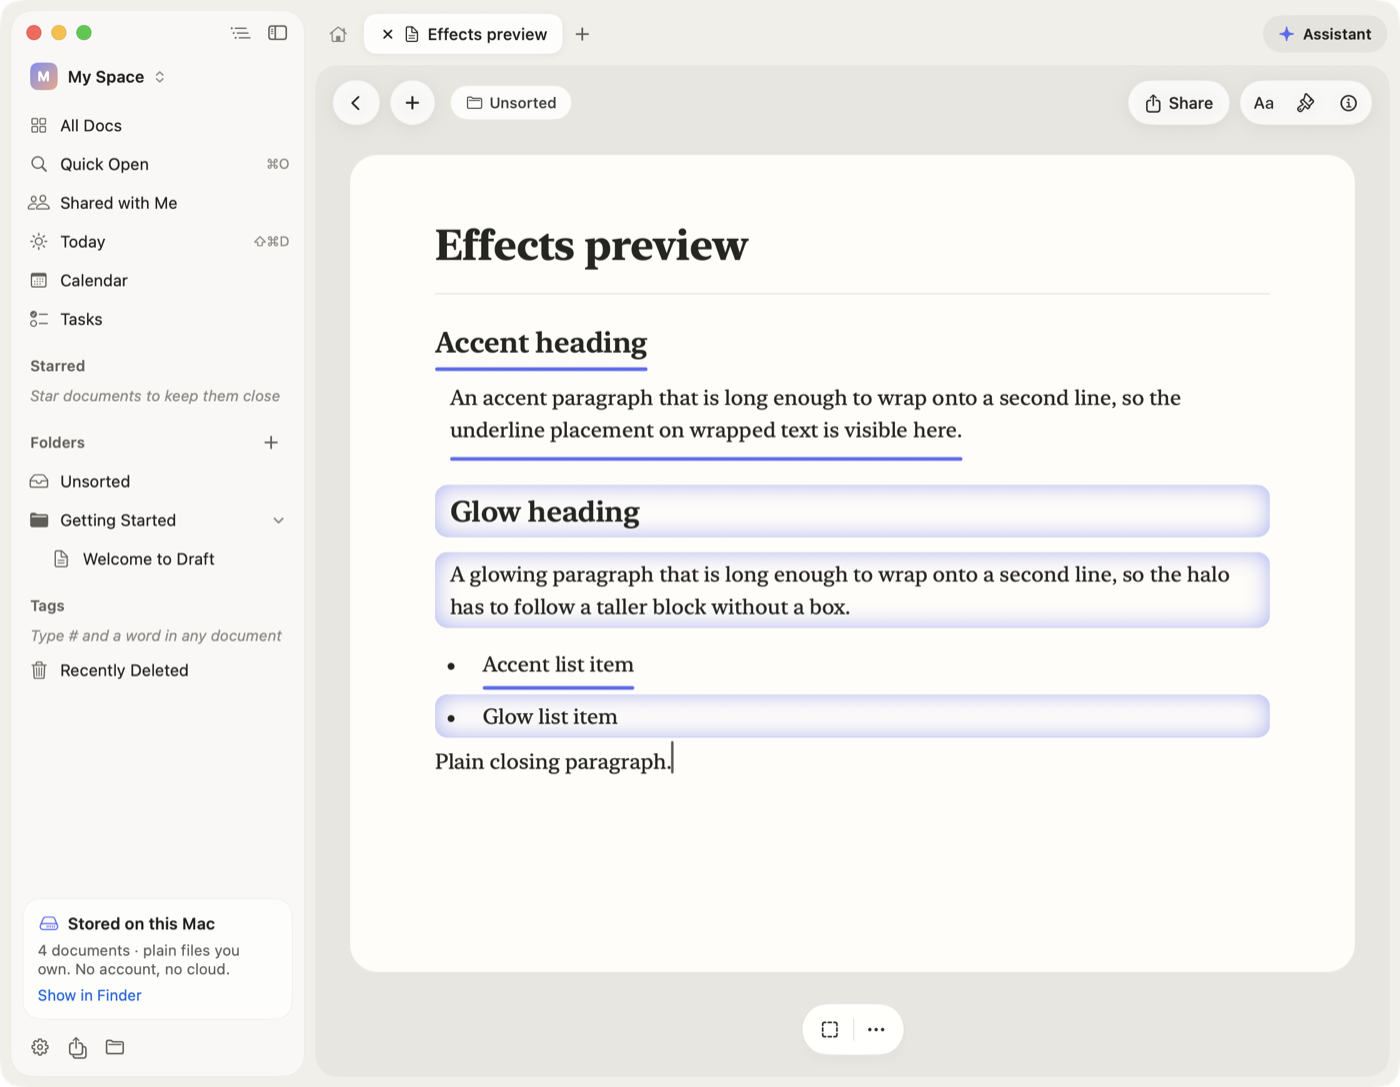 Effects preview
Assistant
M
My Space
All Docs
Quick Open ⌘O
Shared with Me
Today ⇧⌘D
Calendar
Tasks
Starred
Star documents to keep them close
Folders
Unsorted
Getting Started
Welcome to Draft
Tags
Type # and a word in any document
Recently Deleted
Stored on this Mac
4 documents · plain files you
own. No account, no cloud.
Show in Finder
Unsorted
Share
Aa
Effects preview
Accent heading
An accent paragraph that is long enough to wrap onto a second line, so the
underline placement on wrapped text is visible here.
Glow heading
A glowing paragraph that is long enough to wrap onto a second line, so the halo
has to follow a taller block without a box.
• Accent list item
• Glow list item
Plain closing paragraph.